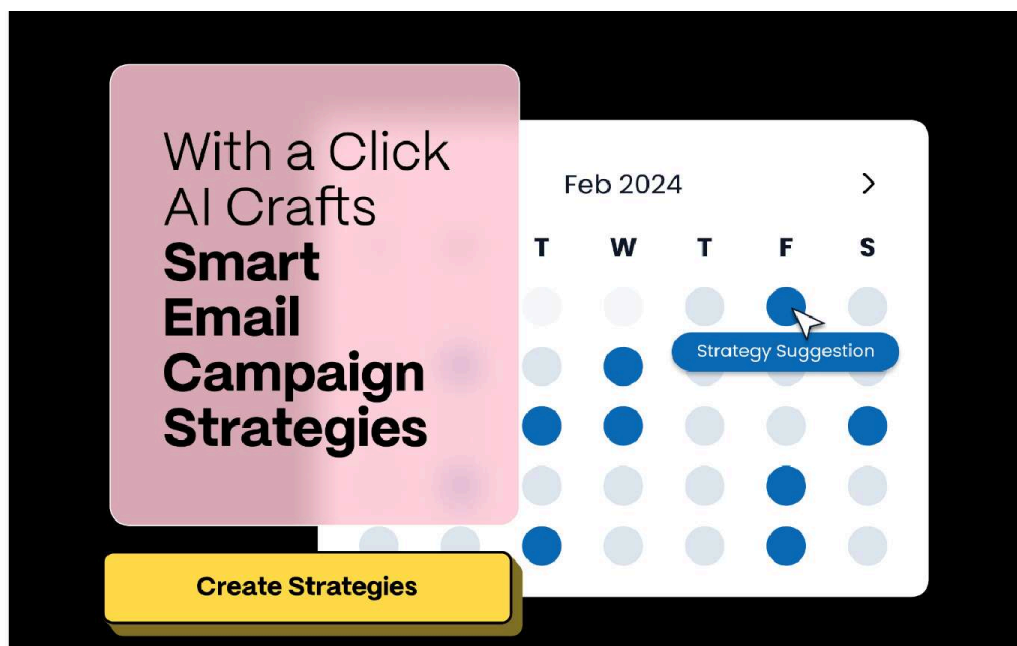 With a Click
AI Crafts
Smart
Email
Campaign
Strategies
Feb 2024
T W T F S
Strategy Suggestion
Create Strategies